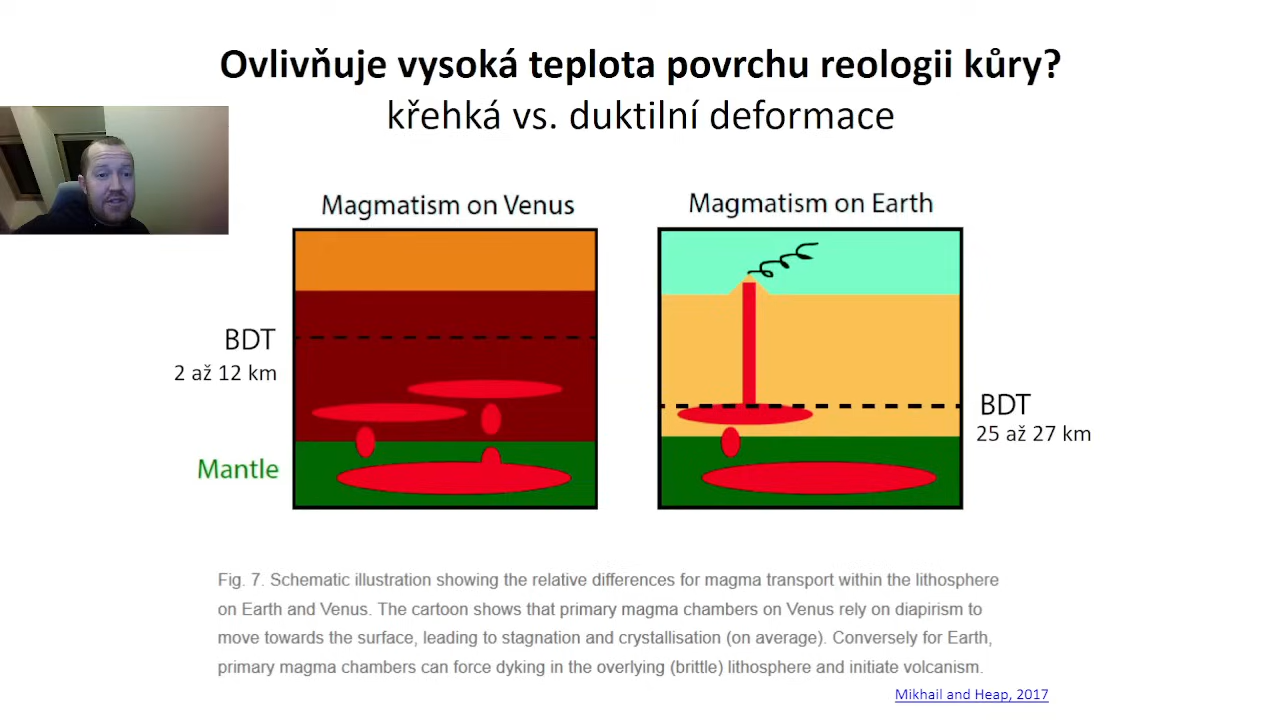 Ovlivňuje vysoká teplota povrchu reologii kůry?
křehká vs. duktilní deformace
Magmatism on Venus
Magmatism on Earth
BDT
2 až 12 km
Mantle
BDT
25 až 27 km
Fig. 7. Schematic illustration showing the relative differences for magma transport within the lithosphere
on Earth and Venus. The cartoon shows that primary magma chambers on Venus rely on diapirism to
move towards the surface, leading to stagnation and crystallisation (on average). Conversely for Earth,
primary magma chambers can force dyking in the overlying (brittle) lithosphere and initiate volcanism.
Mikhail and Heap, 2017